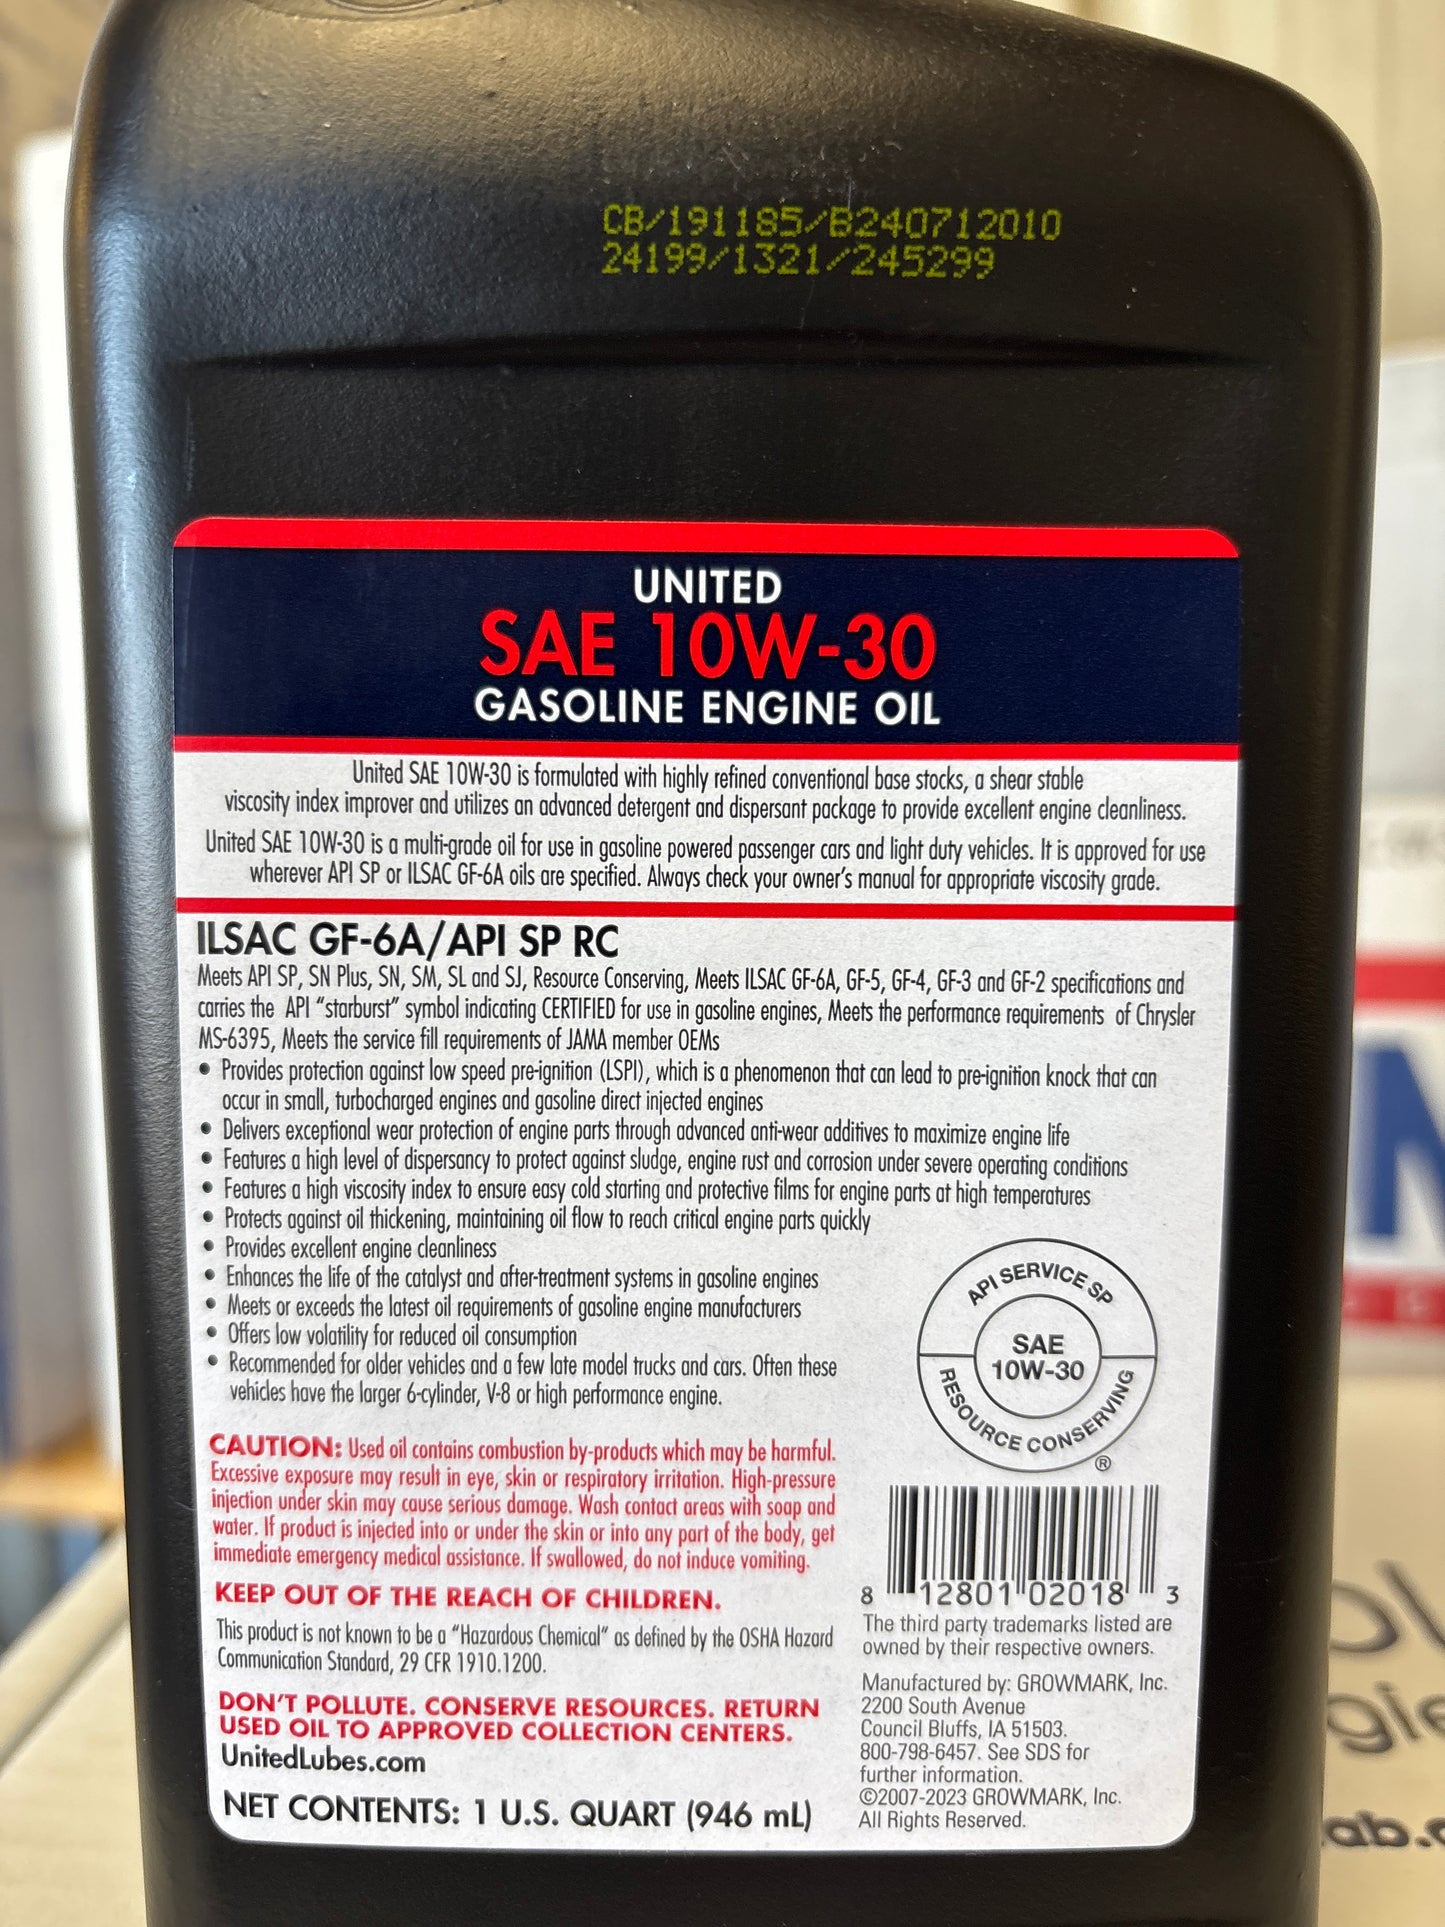 CB/191185/B240712010
24199/1321/245299
UNITED
SAE 10W-30
GASOLINE ENGINE OIL
United SAE 10W-30 is formulated with highly refined conventional base stocks, a shear stable
viscosity index improver and utilizes an advanced detergent and dispersant package to provide excellent engine cleanliness.
United SAE 10W-30 is a multi-grade oil for use in gasoline powered passenger cars and light duty vehicles. It is approved for use
wherever API SP or ILSAC GF-6A oils are specified. Always check your owner's manual for appropriate viscosity grade.
ILSAC GF-6A/API SP RC
Meets API SP, SN Plus, SN, SM, SL and SJ, Resource Conserving, Meets ILSAC GF-6A, GF-5, GF-4, GF-3 and GF-2 specifications and
carries the API “starburst” symbol indicating CERTIFIED for use in gasoline engines, Meets the performance requirements of Chrysler
MS-6395, Meets the service fill requirements of JAMA member OEMs
• Provides protection against low speed pre-ignition (LSPI), which is a phenomenon that can lead to pre-ignition knock that can
occur in small, turbocharged engines and gasoline direct injected engines
• Delivers exceptional wear protection of engine parts through advanced anti-wear additives to maximize engine life
• Features a high level of dispersancy to protect against sludge, engine rust and corrosion under severe operating conditions
• Features a high viscosity index to ensure easy cold starting and protective films for engine parts at high temperatures
• Protects against oil thickening, maintaining oil flow to reach critical engine parts quickly
• Provides excellent engine cleanliness
• Enhances the life of the catalyst and after-treatment systems in gasoline engines
• Meets or exceeds the latest oil requirements of gasoline engine manufacturers
• Offers low volatility for reduced oil consumption
• Recommended for older vehicles and a few late model trucks and cars. Often these
vehicles have the larger 6-cylinder, V-8 or high performance engine.
API SERVICE SP
SAE
10W-30
RESOURCE CONSERVING
®
CAUTION: Used oil contains combustion by-products which may be harmful.
Excessive exposure may result in eye, skin or respiratory irritation. High-pressure
injection under skin may cause serious damage. Wash contact areas with soap and
water. If product is injected into or under the skin or into any part of the body, get
immediate emergency medical assistance. If swallowed, do not induce vomiting.
KEEP OUT OF THE REACH OF CHILDREN.
This product is not known to be a “Hazardous Chemical” as defined by the OSHA Hazard
Communication Standard, 29 CFR 1910.1200.
DON'T POLLUTE. CONSERVE RESOURCES. RETURN
USED OIL TO APPROVED COLLECTION CENTERS.
UnitedLubes.com
NET CONTENTS: 1 U.S. QUART (946 mL)
8 12801 02018 3
The third party trademarks listed are
owned by their respective owners.
Manufactured by: GROWMARK, Inc.
2200 South Avenue
Council Bluffs, IA 51503.
800-798-6457. See SDS for
further information.
©2007-2023 GROWMARK, Inc.
All Rights Reserved.